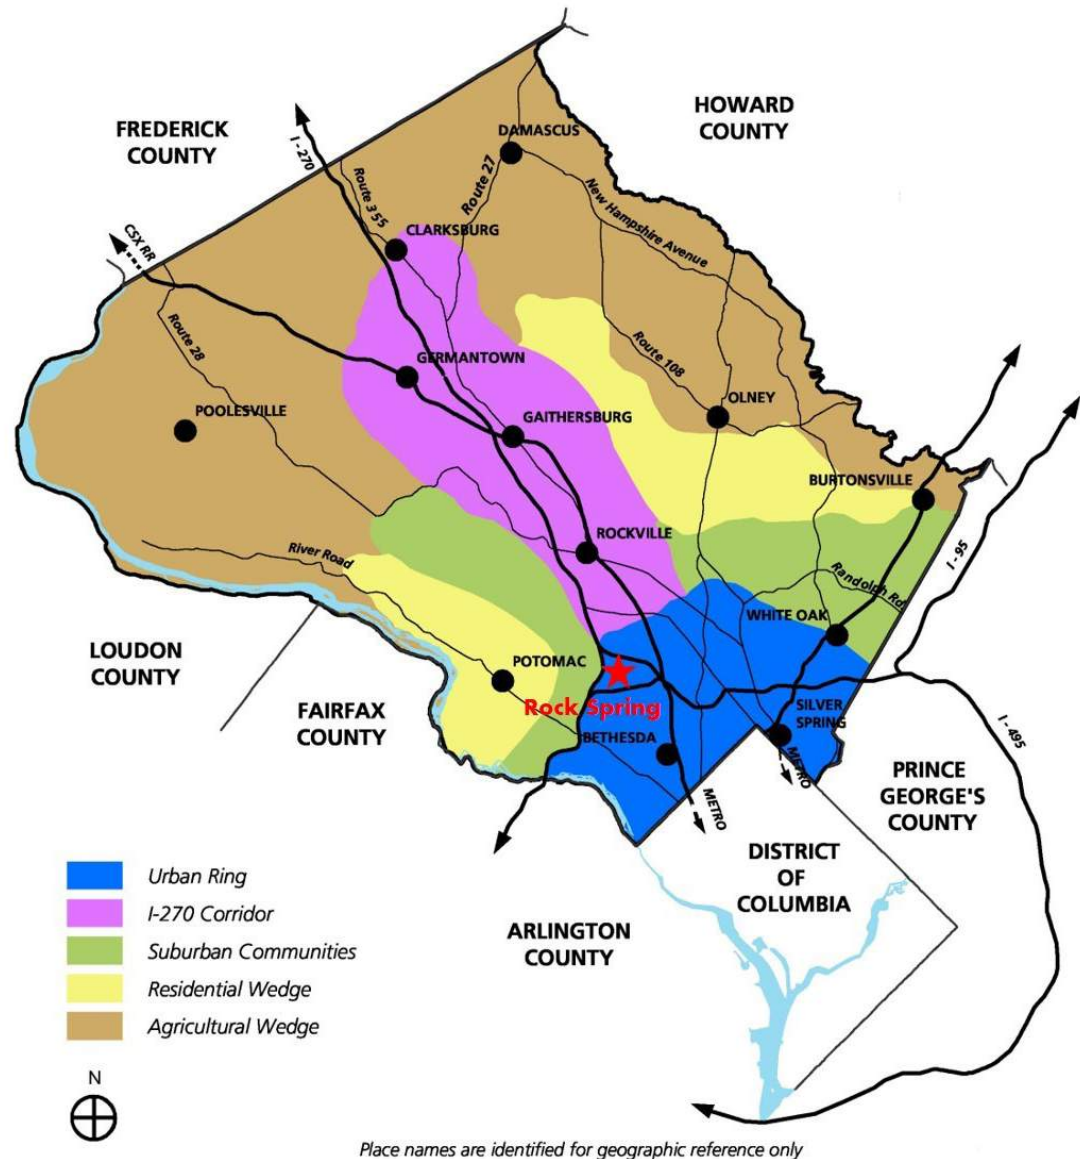 HOWARD
COUNTY
FREDERICK
COUNTY
I - 270
DAMASCUS
Route 27
Route 355
New Hampshire Avenue
CSX RR
CLARKSBURG
Route 28
GERMANTOWN
Route 108
OLNEY
POOLESVILLE
GAITHERSBURG
BURTONSVILLE
ROCKVILLE
River Road
I - 95
Randolph Rd.
WHITE OAK
LOUDON
COUNTY
POTOMAC
FAIRFAX
COUNTY
Rock Spring
SILVER
SPRING
BETHESDA
I-495
METRO
METRO
PRINCE
GEORGE'S
COUNTY
DISTRICT
OF
COLUMBIA
ARLINGTON
COUNTY
Urban Ring
I-270 Corridor
Suburban Communities
Residential Wedge
Agricultural Wedge
N
Place names are identified for geographic reference only